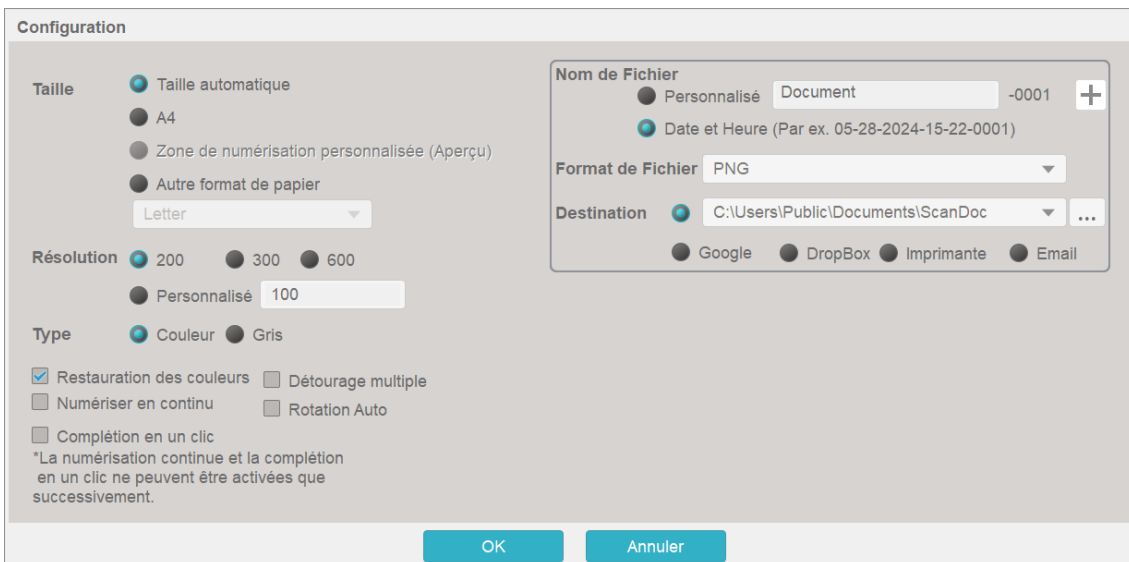 Configuration
Taille
Taille automatique
A4
Zone de numérisation personnalisée (Aperçu)
Autre format de papier
Letter
Résolution
200 300 600
Personnalisé 100
Type
Couleur Gris
Restauration des couleurs Détourage multiple
Numériser en continu Rotation Auto
Complétion en un clic
*La numérisation continue et la complétion
en un clic ne peuvent être activées que
successivement.
Nom de Fichier
Personnalisé Document -0001 +
Date et Heure (Par ex. 05-28-2024-15-22-0001)
Format de Fichier PNG
Destination C:\Users\Public\Documents\ScanDoc ...
Google DropBox Imprimante Email
OK Annuler